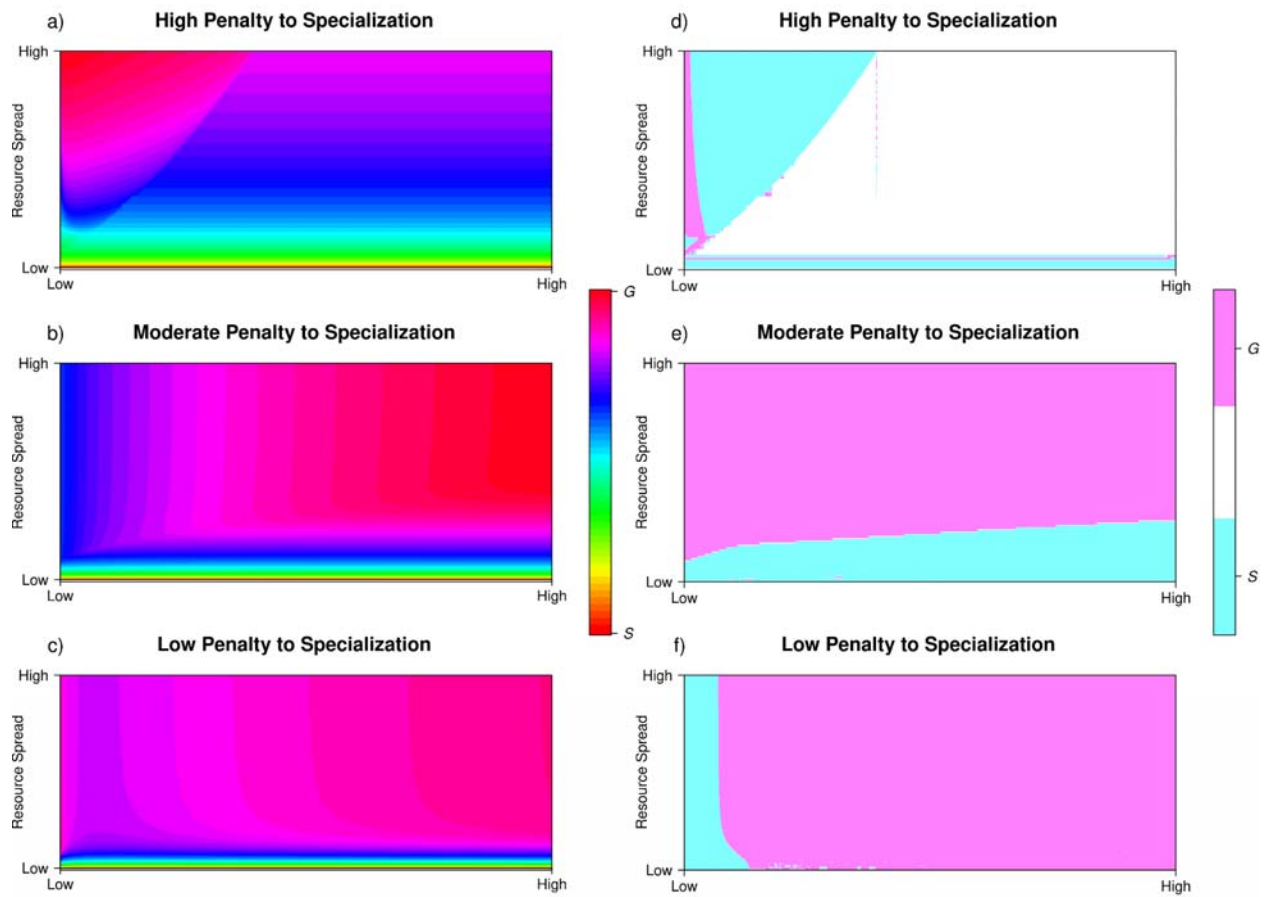 a)
High Penalty to Specialization
High
Resource Spread
Low
Low
High
b)
Moderate Penalty to Specialization
High
Resource Spread
Low
Low
High
c)
Low Penalty to Specialization
High
Resource Spread
Low
Low
High
G
S
d)
High Penalty to Specialization
High
Resource Spread
Low
Low
High
e)
Moderate Penalty to Specialization
High
Resource Spread
Low
Low
High
f)
Low Penalty to Specialization
High
Resource Spread
Low
Low
High
G
S